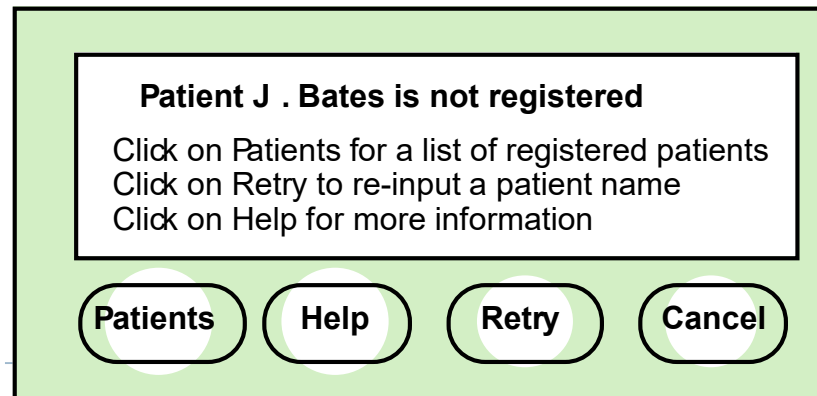 Patient J . Bates is not registered
Click on Patients for a list of registered patients
Click on Retry to re-input a patient name
Click on Help for more information
Patients Help Retry Cancel